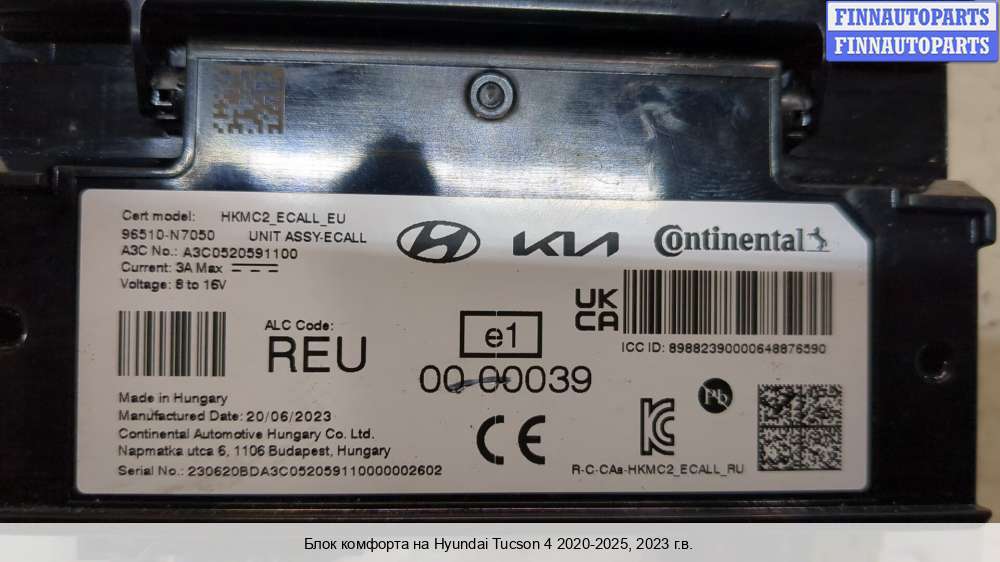 FINNAUTOPARTS
FINNAUTOPARTS
Cert model: HKMC2_ECALL_EU
96510-N7050 UNIT ASSY-ECALL
A3C No.: A3C0520591100
Current: 3A Max
Voltage: 8 to 16V
KIA
Continental
UK
CA
ICC ID: 89882390000648876590
ALC Code:
REU
e1
00 00039
Made in Hungary
Manufactured Date: 20/06/2023
Continental Automotive Hungary Co. Ltd.
Napmatka utca 6, 1106 Budapest, Hungary
Serial No.: 230620BDA3C052059110000002602
CE
Pb
R-C-CAs-HKMC2_ECALL_RU
Блок комфорта на Hyundai Tucson 4 2020-2025, 2023 г.в.